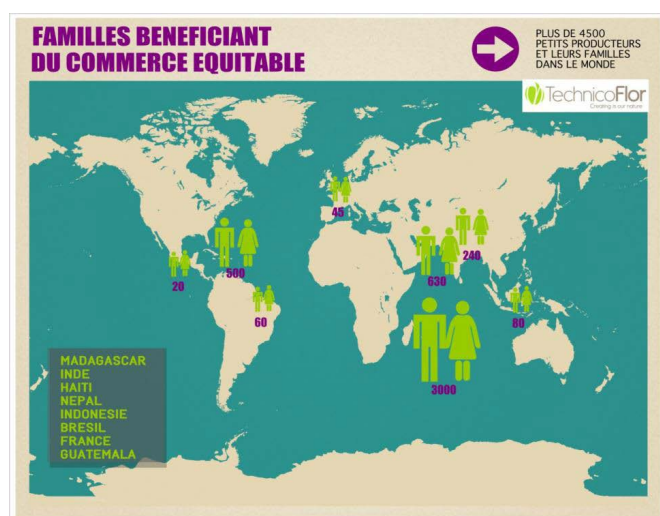 FAMILLES BENEFICIANT
DU COMMERCE EQUITABLE
PLUS DE 4500
PETITS PRODUCTEURS
ET LEURS FAMILLES
DANS LE MONDE
TechnicoFlor
Creating is our nature
45
500
240
20
630
60
80
3000
MADAGASCAR
INDE
HAITI
NEPAL
INDONESIE
BRESIL
FRANCE
GUATEMALA